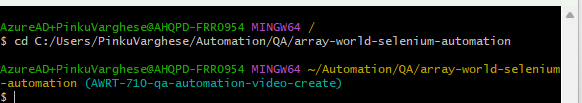 AzureAD+PinkuVarghese@AHQPD-FRR0954 MINGW64 /
$ cd C:/Users/PinkuVarghese/Automation/QA/array-world-selenium-automation
AzureAD+PinkuVarghese@AHQPD-FRR0954 MINGW64 ~/Automation/QA/array-world-selenium
-automation (AWRT-710-qa-automation-video-create)
$